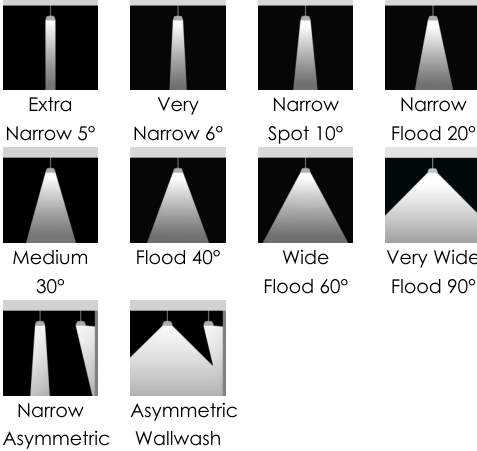 Extra
Narrow 5°
Very
Narrow 6°
Narrow
Spot 10°
Narrow
Flood 20°
Medium
30°
Flood 40°
Wide
Flood 60°
Very Wide
Flood 90°
Narrow
Asymmetric
Asymmetric
Wallwash